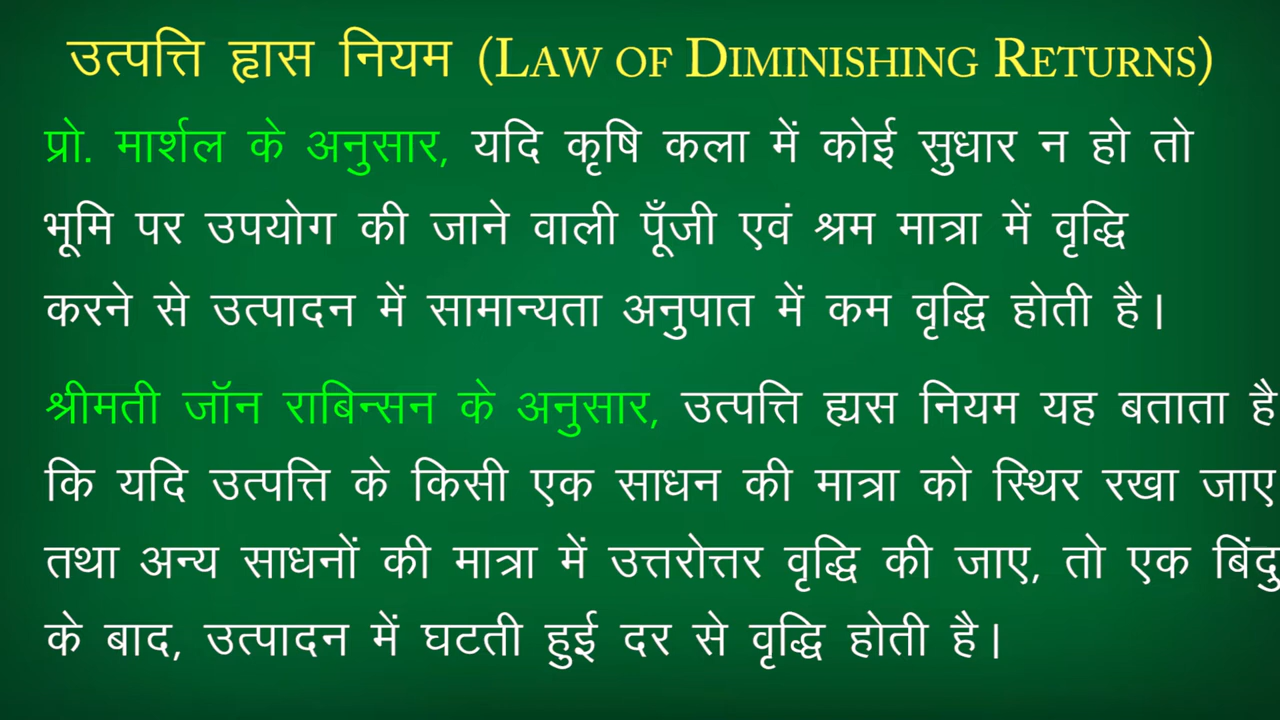 उत्पत्ति ह्रास नियम (LAW OF DIMINISHING RETURNS)
प्रो. मार्शल के अनुसार, यदि कृषि कला में कोई सुधार न हो तो
भूमि पर उपयोग की जाने वाली पूँजी एवं श्रम मात्रा में वृद्धि
करने से उत्पादन में सामान्यता अनुपात में कम वृद्धि होती है।
श्रीमती जॉन राबिन्सन के अनुसार, उत्पत्ति ह्यस नियम यह बताता है
कि यदि उत्पत्ति के किसी एक साधन की मात्रा को स्थिर रखा जाए
तथा अन्य साधनों की मात्रा में उत्तरोत्तर वृद्धि की जाए, तो एक बिंदु
के बाद, उत्पादन में घटती हुई दर से वृद्धि होती है।